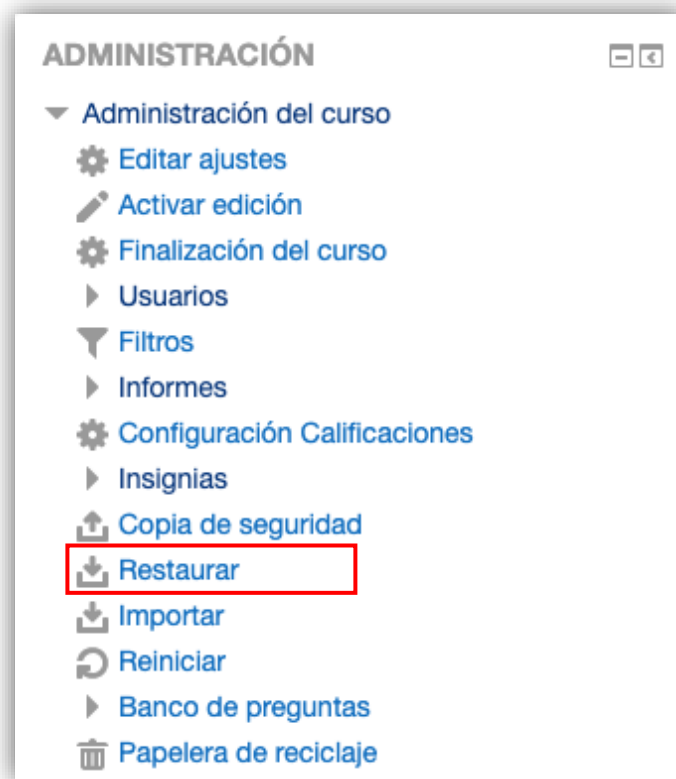 ADMINISTRACIÓN
Administración del curso
Editar ajustes
Activar edición
Finalización del curso
Usuarios
Filtros
Informes
Configuración Calificaciones
Insignias
Copia de seguridad
Restaurar
Importar
Reiniciar
Banco de preguntas
Papelera de reciclaje